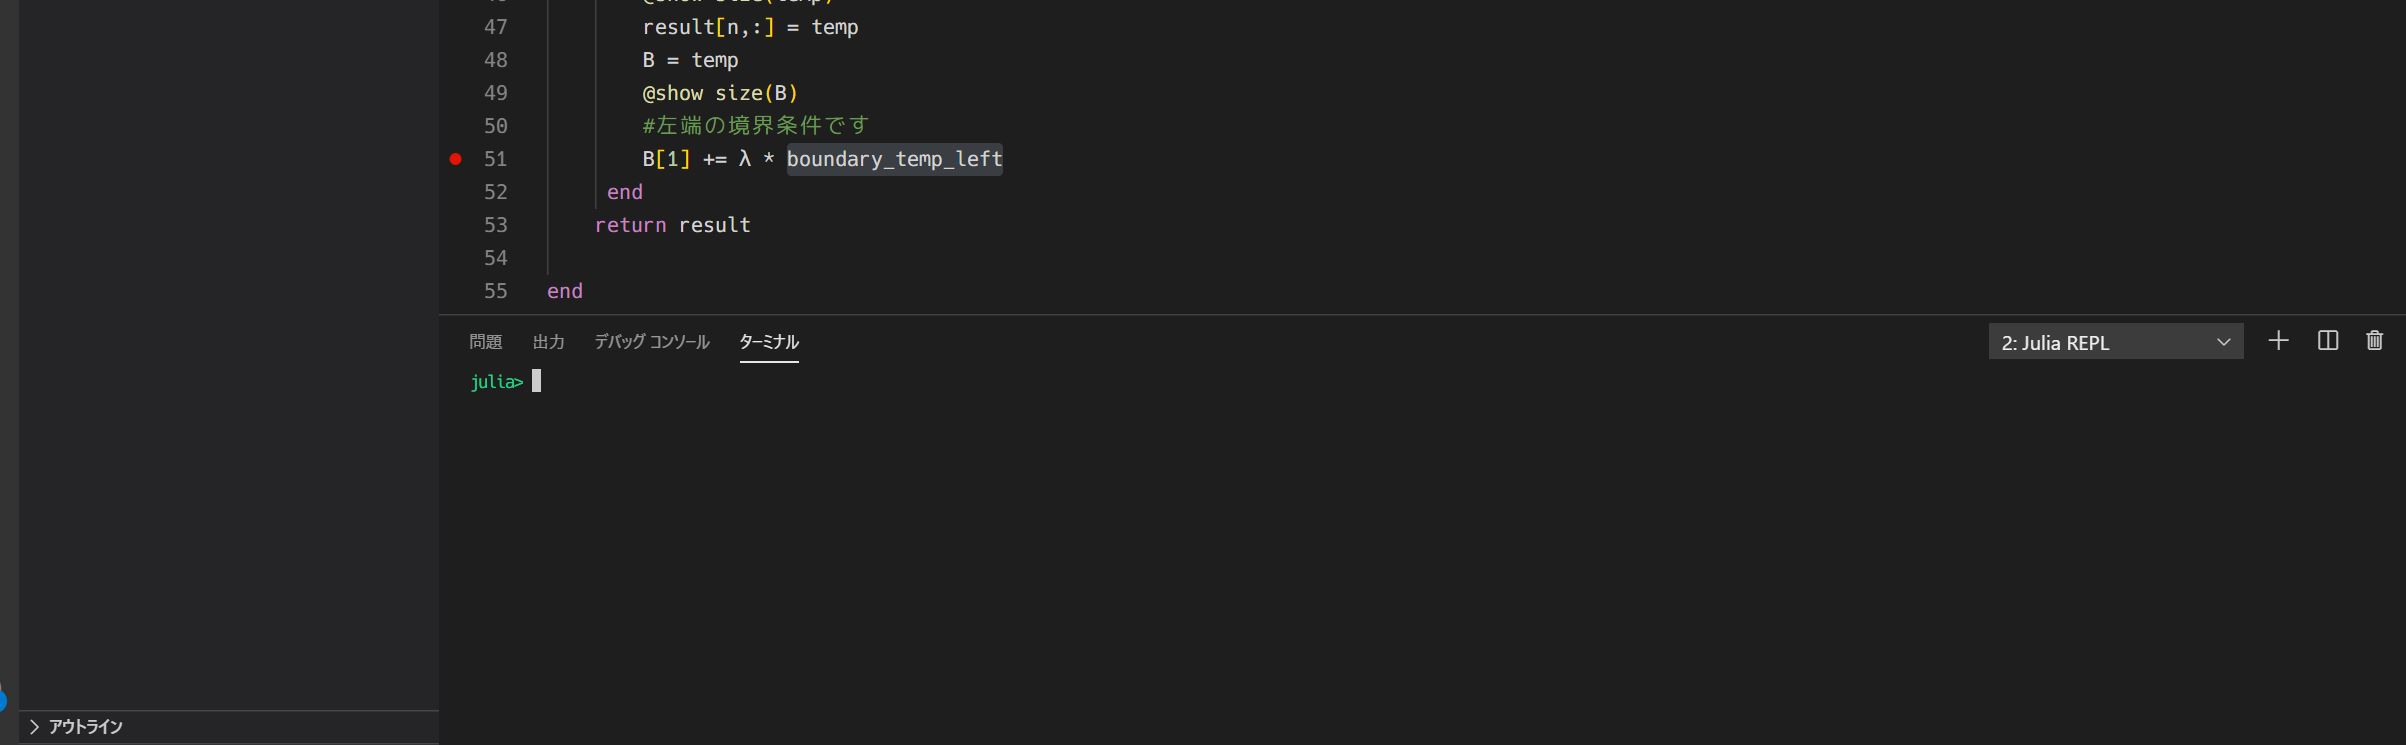 @show size(temp)
47 result[n,:] = temp
48 B = temp
49 @show size(B)
50 #左端の境界条件です
51 B[1] += λ * boundary_temp_left
52 end
53 return result
54
55 end
問題 出力 デバッグ コンソール ターミナル 2: Julia REPL
julia>
アウトライン